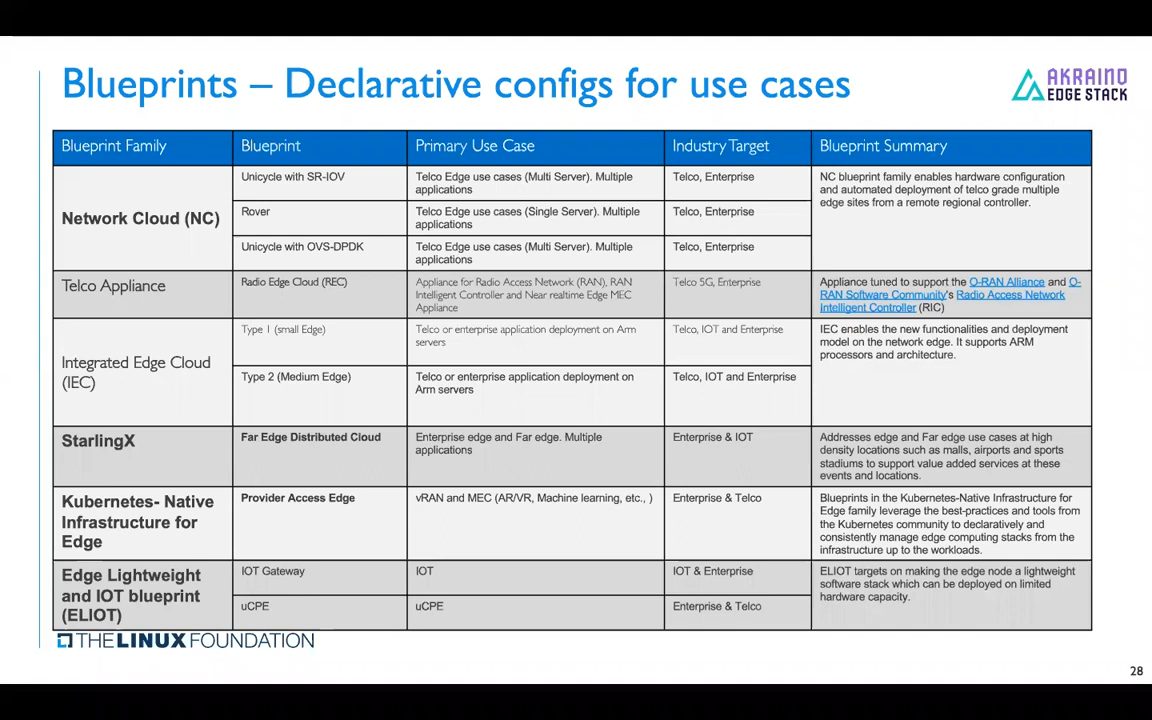 Blueprints – Declarative configs for use cases
AKRAINO
EDGE STACK
Blueprint Family
Blueprint
Primary Use Case
Industry Target
Blueprint Summary
Network Cloud (NC)
Unicycle with SR-IOV
Telco Edge use cases (Multi Server). Multiple
applications
Telco, Enterprise
NC blueprint family enables hardware configuration
and automated deployment of telco grade multiple
edge sites from a remote regional controller.
Rover
Telco Edge use cases (Single Server). Multiple
applications
Telco, Enterprise
Unicycle with OVS-DPDK
Telco Edge use cases (Multi Server). Multiple
applications
Telco, Enterprise
Telco Appliance
Radio Edge Cloud (REC)
Appliance for Radio Access Network (RAN), RAN
Intelligent Controller and Near realtime Edge MEC
Appliance
Telco 5G, Enterprise
Appliance tuned to support the O-RAN Alliance and O-
RAN Software Community's Radio Access Network
Intelligent Controller (RIC)
Integrated Edge Cloud
(IEC)
Type 1 (small Edge)
Telco or enterprise application deployment on Arm
servers
Telco, IOT and Enterprise
IEC enables the new functionalities and deployment
model on the network edge. It supports ARM
processors and architecture.
Type 2 (Medium Edge)
Telco or enterprise application deployment on
Arm servers
Telco, IOT and Enterprise
StarlingX
Far Edge Distributed Cloud
Enterprise edge and Far edge. Multiple
applications
Enterprise & IOT
Addresses edge and Far edge use cases at high
density locations such as malls, airports and sports
stadiums to support value added services at these
events and locations.
Kubernetes- Native
Infrastructure for
Edge
Provider Access Edge
vRAN and MEC (AR/VR, Machine learning, etc., )
Enterprise & Telco
Blueprints in the Kubernetes-Native Infrastructure for
Edge family leverage the best-practices and tools from
the Kubernetes community to declaratively and
consistently manage edge computing stacks from the
infrastructure up to the workloads.
Edge Lightweight
and IOT blueprint
(ELIOT)
IOT Gateway
IOT
IOT & Enterprise
ELIOT targets on making the edge node a lightweight
software stack which can be deployed on limited
hardware capacity.
uCPE
uCPE
Enterprise & Telco
THE LINUX FOUNDATION
28